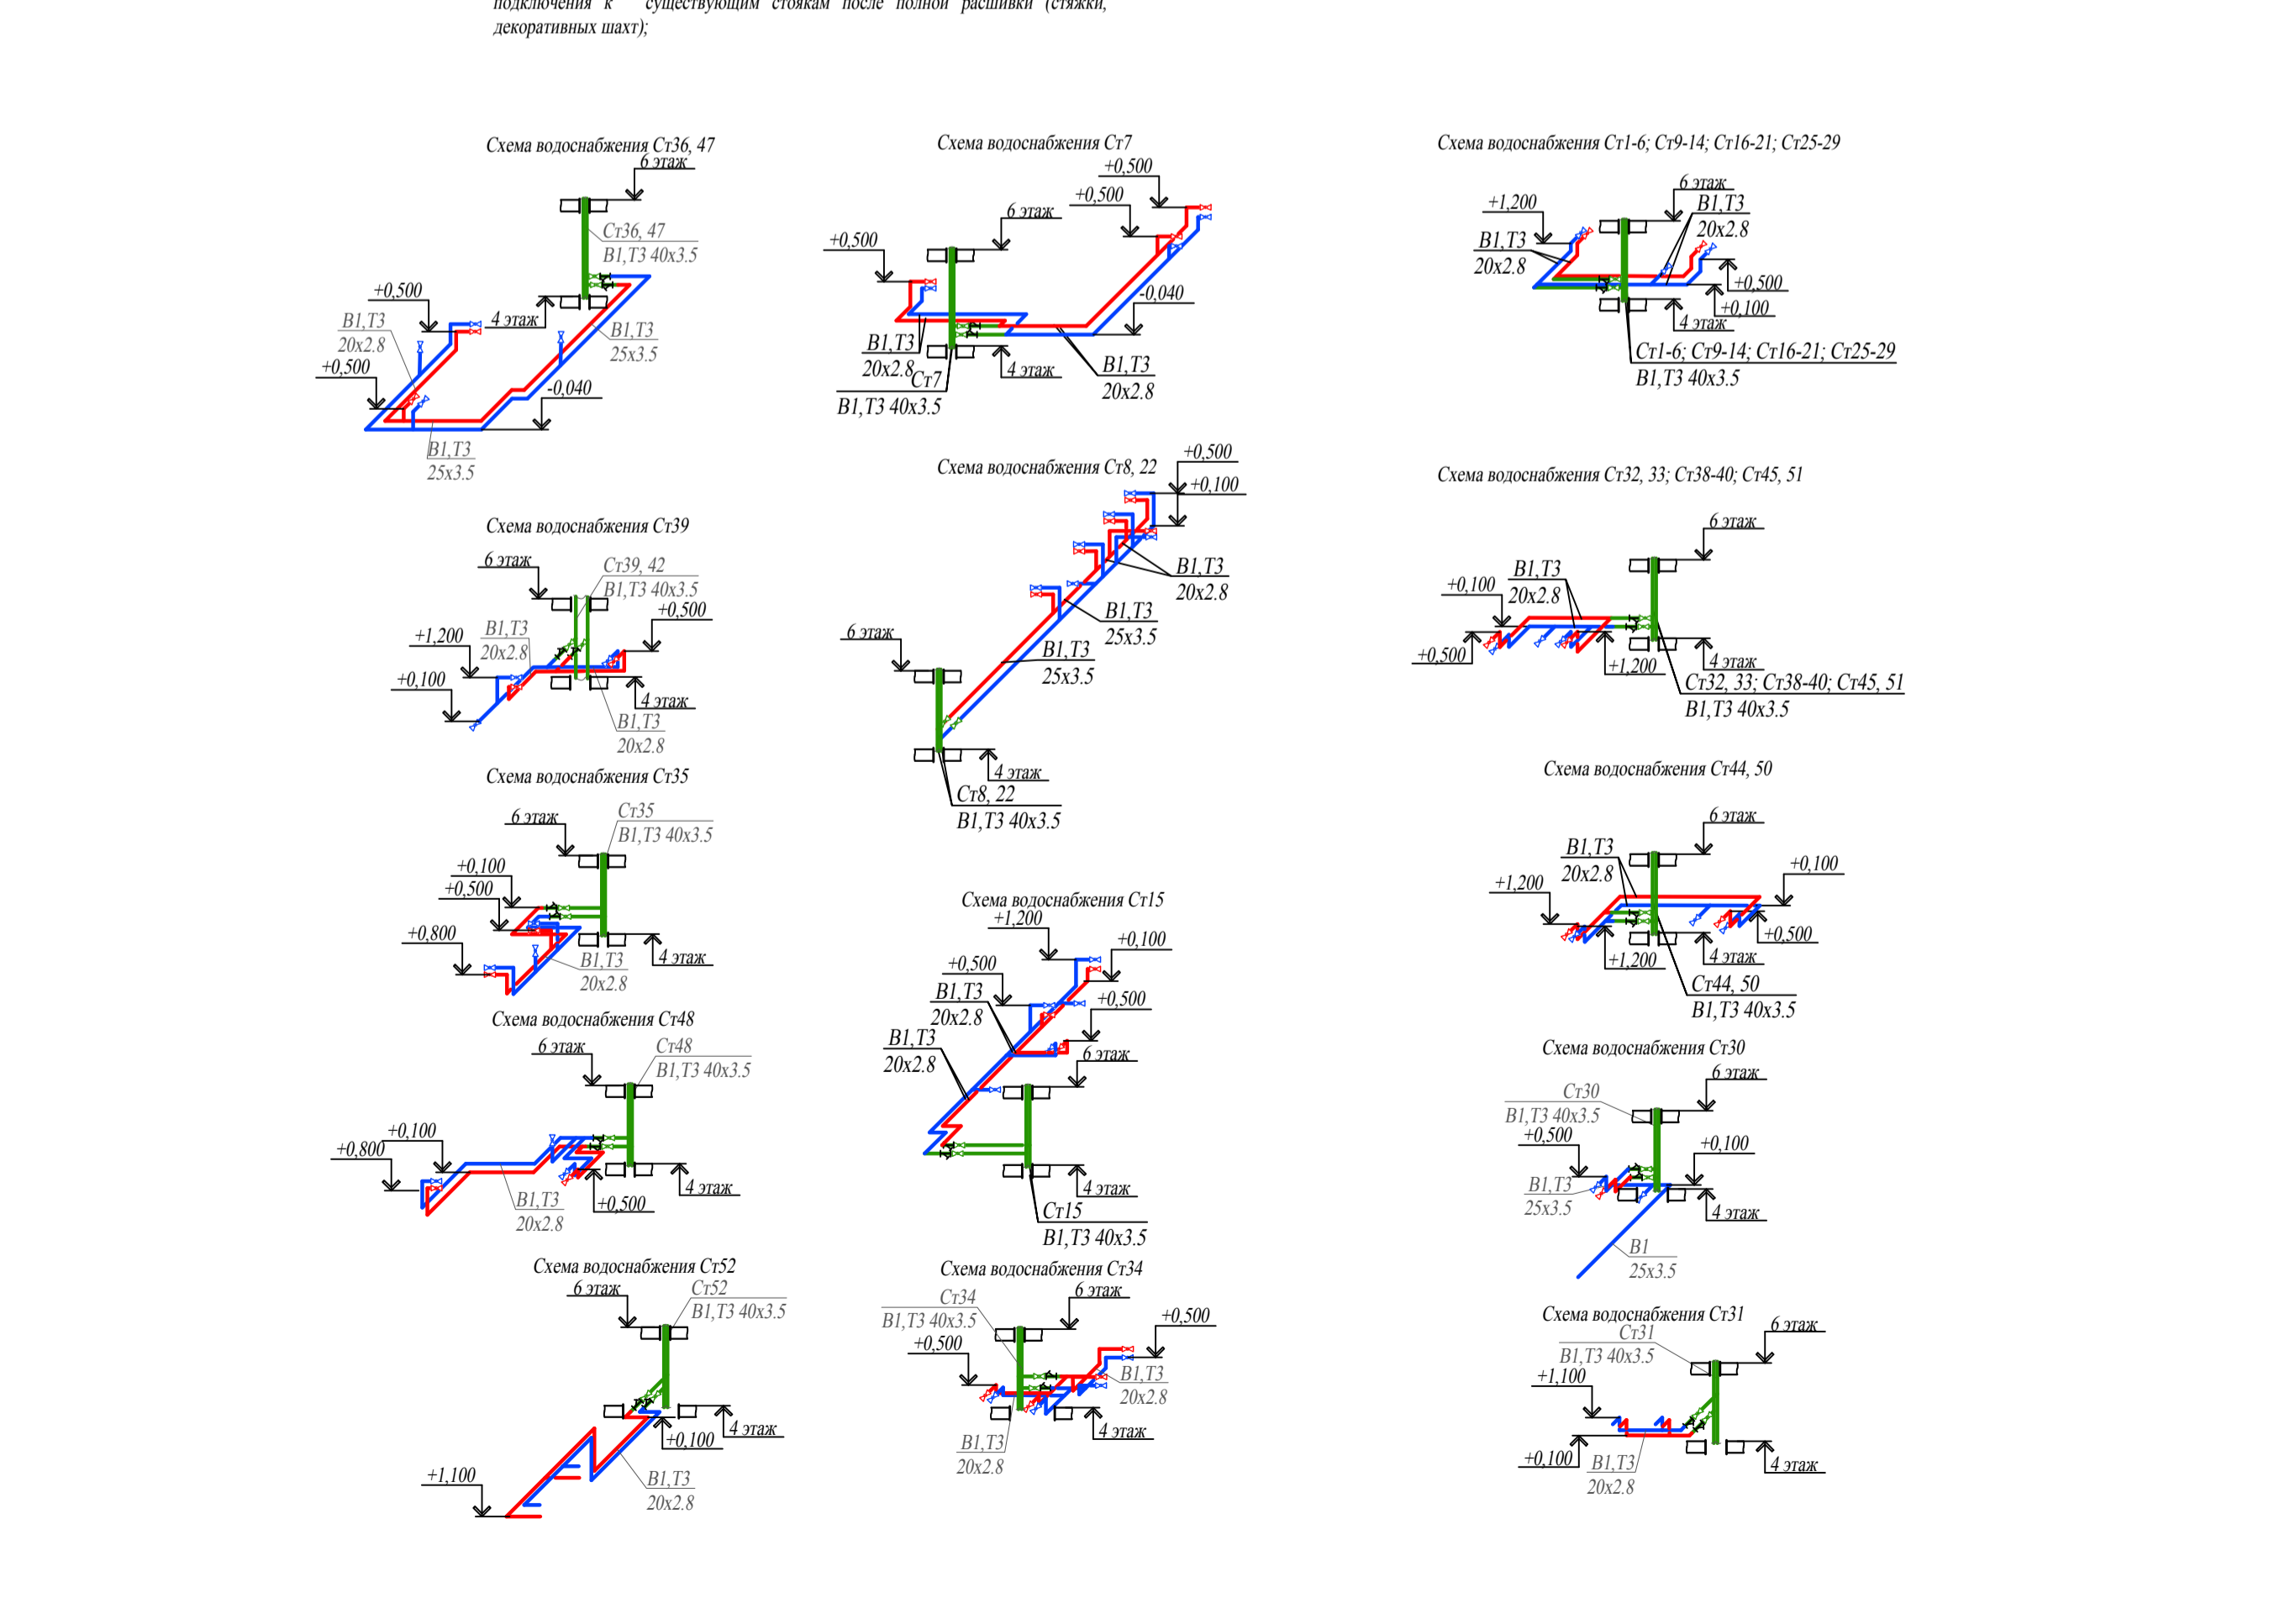 подключения к существующим стоякам после полной расшивки (стяжки,
декоративных шахт);
Схема водоснабжения Ст36, 47
6 этаж
Ст36, 47
В1,Т3 40х3.5
+0,500
В1,Т3
20х2.8
4 этаж
В1,Т3
25х3.5
+0,500
-0,040
В1,Т3
25х3.5
Схема водоснабжения Ст39
6 этаж
Ст39, 42
В1,Т3 40х3.5
+0,500
+1,200
В1,Т3
20х2.8
+0,100
4 этаж
В1,Т3
20х2.8
Схема водоснабжения Ст35
6 этаж
Ст35
В1,Т3 40х3.5
+0,100
+0,500
+0,800
В1,Т3
20х2.8
4 этаж
Схема водоснабжения Ст48
6 этаж
Ст48
В1,Т3 40х3.5
+0,100
+0,800
В1,Т3
20х2.8
+0,500
4 этаж
Схема водоснабжения Ст52
6 этаж
Ст52
В1,Т3 40х3.5
+0,100
4 этаж
+1,100
В1,Т3
20х2.8
Схема водоснабжения Ст7
+0,500
+0,500
6 этаж
+0,500
-0,040
В1,Т3
20х2.8
Ст7
В1,Т3 40х3.5
4 этаж
В1,Т3
20х2.8
Схема водоснабжения Ст8, 22
+0,500
+0,100
В1,Т3
20х2.8
В1,Т3
25х3.5
6 этаж
В1,Т3
25х3.5
4 этаж
Ст8, 22
В1,Т3 40х3.5
Схема водоснабжения Ст15
+1,200
+0,100
+0,500
В1,Т3
20х2.8
+0,500
В1,Т3
20х2.8
6 этаж
4 этаж
Ст15
В1,Т3 40х3.5
Схема водоснабжения Ст34
6 этаж
Ст34
В1,Т3 40х3.5
+0,500
+0,500
В1,Т3
20х2.8
4 этаж
В1,Т3
20х2.8
Схема водоснабжения Ст1-6; Ст9-14; Ст16-21; Ст25-29
6 этаж
+1,200
В1,Т3
20х2.8
В1,Т3
20х2.8
+0,500
+0,100
4 этаж
Ст1-6; Ст9-14; Ст16-21; Ст25-29
В1,Т3 40х3.5
Схема водоснабжения Ст32, 33; Ст38-40; Ст45, 51
6 этаж
+0,100
В1,Т3
20х2.8
+0,500
+1,200
4 этаж
Ст32, 33; Ст38-40; Ст45, 51
В1,Т3 40х3.5
Схема водоснабжения Ст44, 50
6 этаж
В1,Т3
20х2.8
+0,100
+1,200
+0,500
+1,200
4 этаж
Ст44, 50
В1,Т3 40х3.5
Схема водоснабжения Ст30
6 этаж
Ст30
В1,Т3 40х3.5
+0,500
+0,100
В1,Т3
25х3.5
4 этаж
В1
25х3.5
Схема водоснабжения Ст31
6 этаж
Ст31
В1,Т3 40х3.5
+1,100
+0,100
В1,Т3
20х2.8
4 этаж